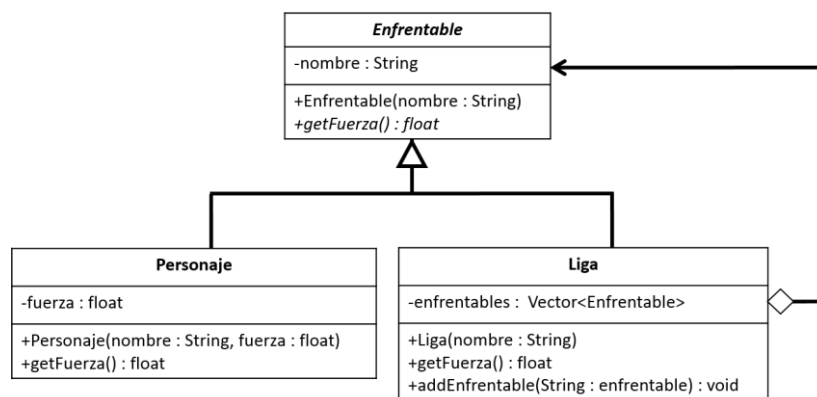 Enfrentable
-nombre : String
+Enfrentable(nombre : String)
+getFuerza() : float
Personaje
-fuerza : float
+Personaje(nombre : String, fuerza : float)
+getFuerza() : float
Liga
-enfrentables : Vector<Enfrentable>
+Liga(nombre : String)
+getFuerza() : float
+addEnfrentable(String : enfrentable) : void